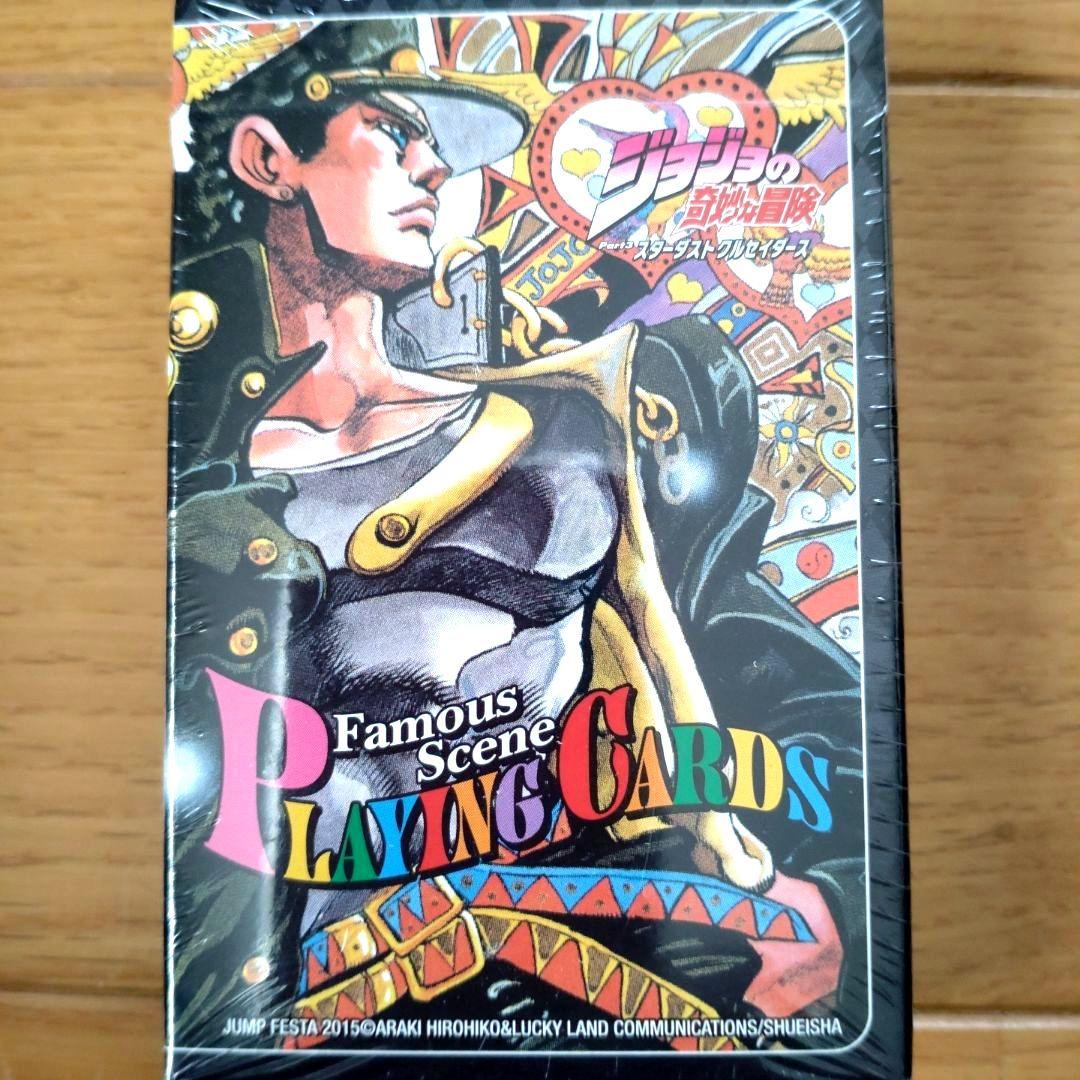 ジョジョの
奇妙な冒険
Part3 スターダストクルセイダース
JOJO
Famous
Scene
PLAYING CARDS
JUMP FESTA 2015©ARAKI HIROHIKO&LUCKY LAND COMMUNICATIONS/SHUEISHA